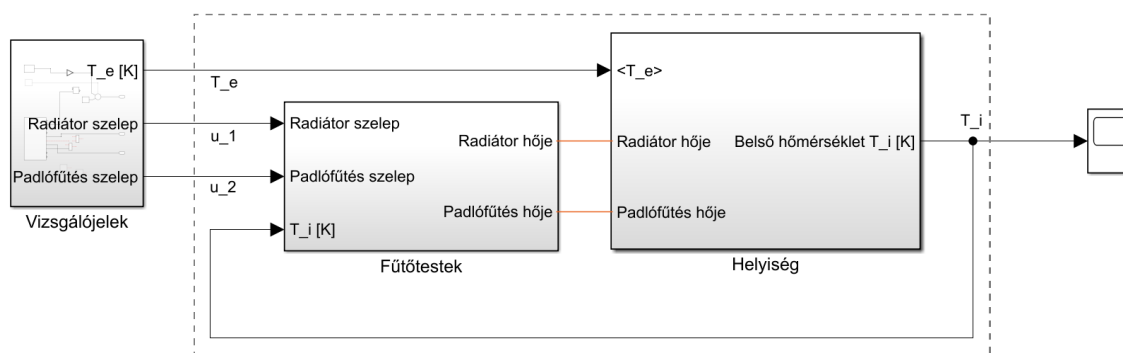 T_e [K]
Radiátor szelep
Padlófűtés szelep
Vizsgálójelek
T_e
u_1
u_2
Radiátor szelep
Padlófűtés szelep
T_i [K]
Radiátor hője
Padlófűtés hője
Fűtőtestek
<T_e>
Radiátor hője
Padlófűtés hője
Belső hőmérséklet T_i [K]
Helyiség
T_i